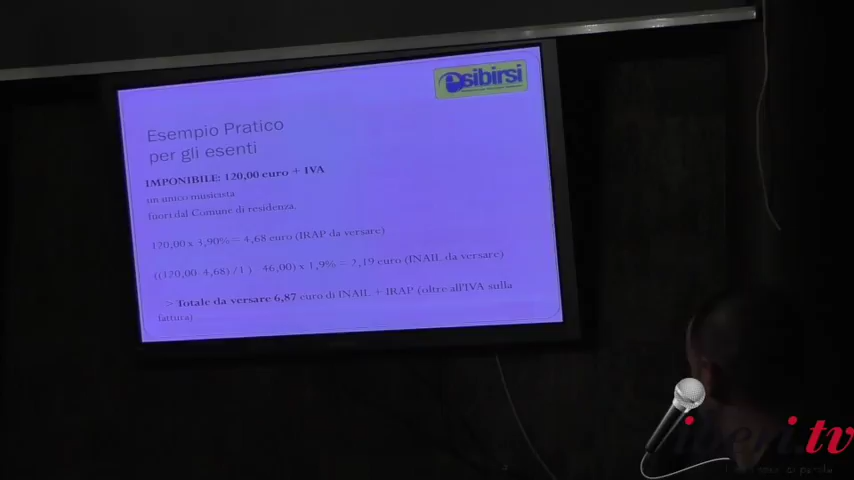 esibirsi
Esempio Pratico
per gli esenti
IMPONIBILE: 120,00 euro + IVA
un unico musicista
fuori dal Comune di residenza.
120,00 x 3,90% = 4,68 euro (IRAP da versare)
((120,00-4,68) /1 ) - 46,00) x 1,9% = 2,19 euro (INAIL da versare)
> Totale da versare 6,87 euro di INAIL + IRAP (oltre all'IVA sulla
fattura)
liberi.tv